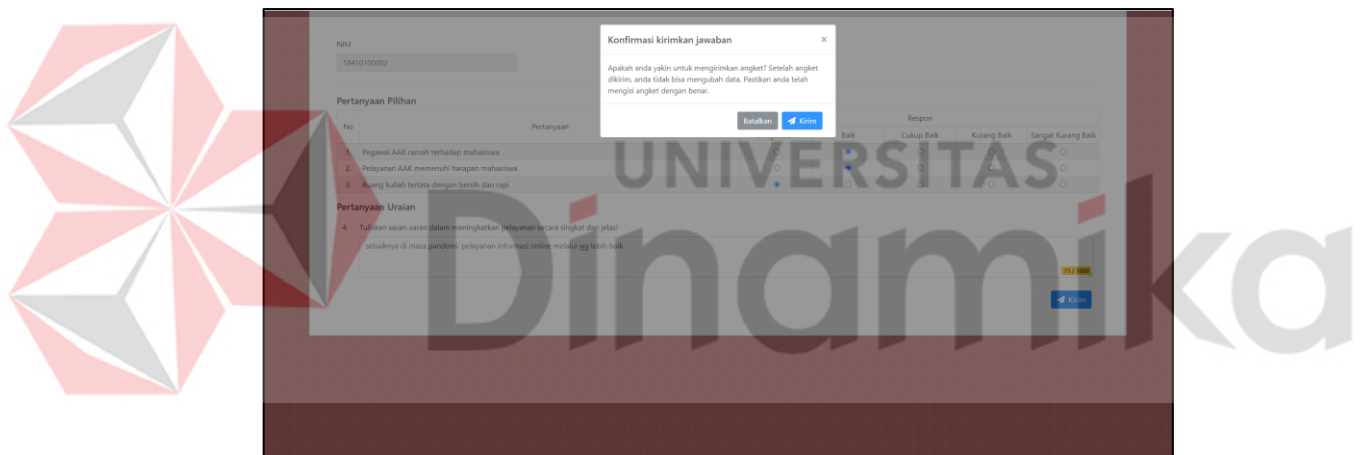 Konfirmasi kirimkan jawaban ×
Apakah anda yakin untuk mengirimkan angket? Setelah angket
dikirim, anda tidak bisa mengubah data. Pastikan anda telah
mengisi angket dengan benar.
Batalkan Kirim
NIM
18410100002
Pertanyaan Pilihan
No Pertanyaan Respon
Baik Cukup Baik Kurang Baik Sangat Kurang Baik
1. Pegawai AAK ramah terhadap mahasiswa
2. Pelayanan AAK memenuhi harapan mahasiswa
3. Ruang kuliah tertata dengan bersih dan rapi
Pertanyaan Uraian
4. Tuliskan saran-saran dalam meningkatkan pelayanan secara singkat dan jelas!
sebaiknya di masa pandemi, pelayanan informasi online melalui wa lebih baik
75 / 1000
Kirim
UNIVERSITAS
Dinamika